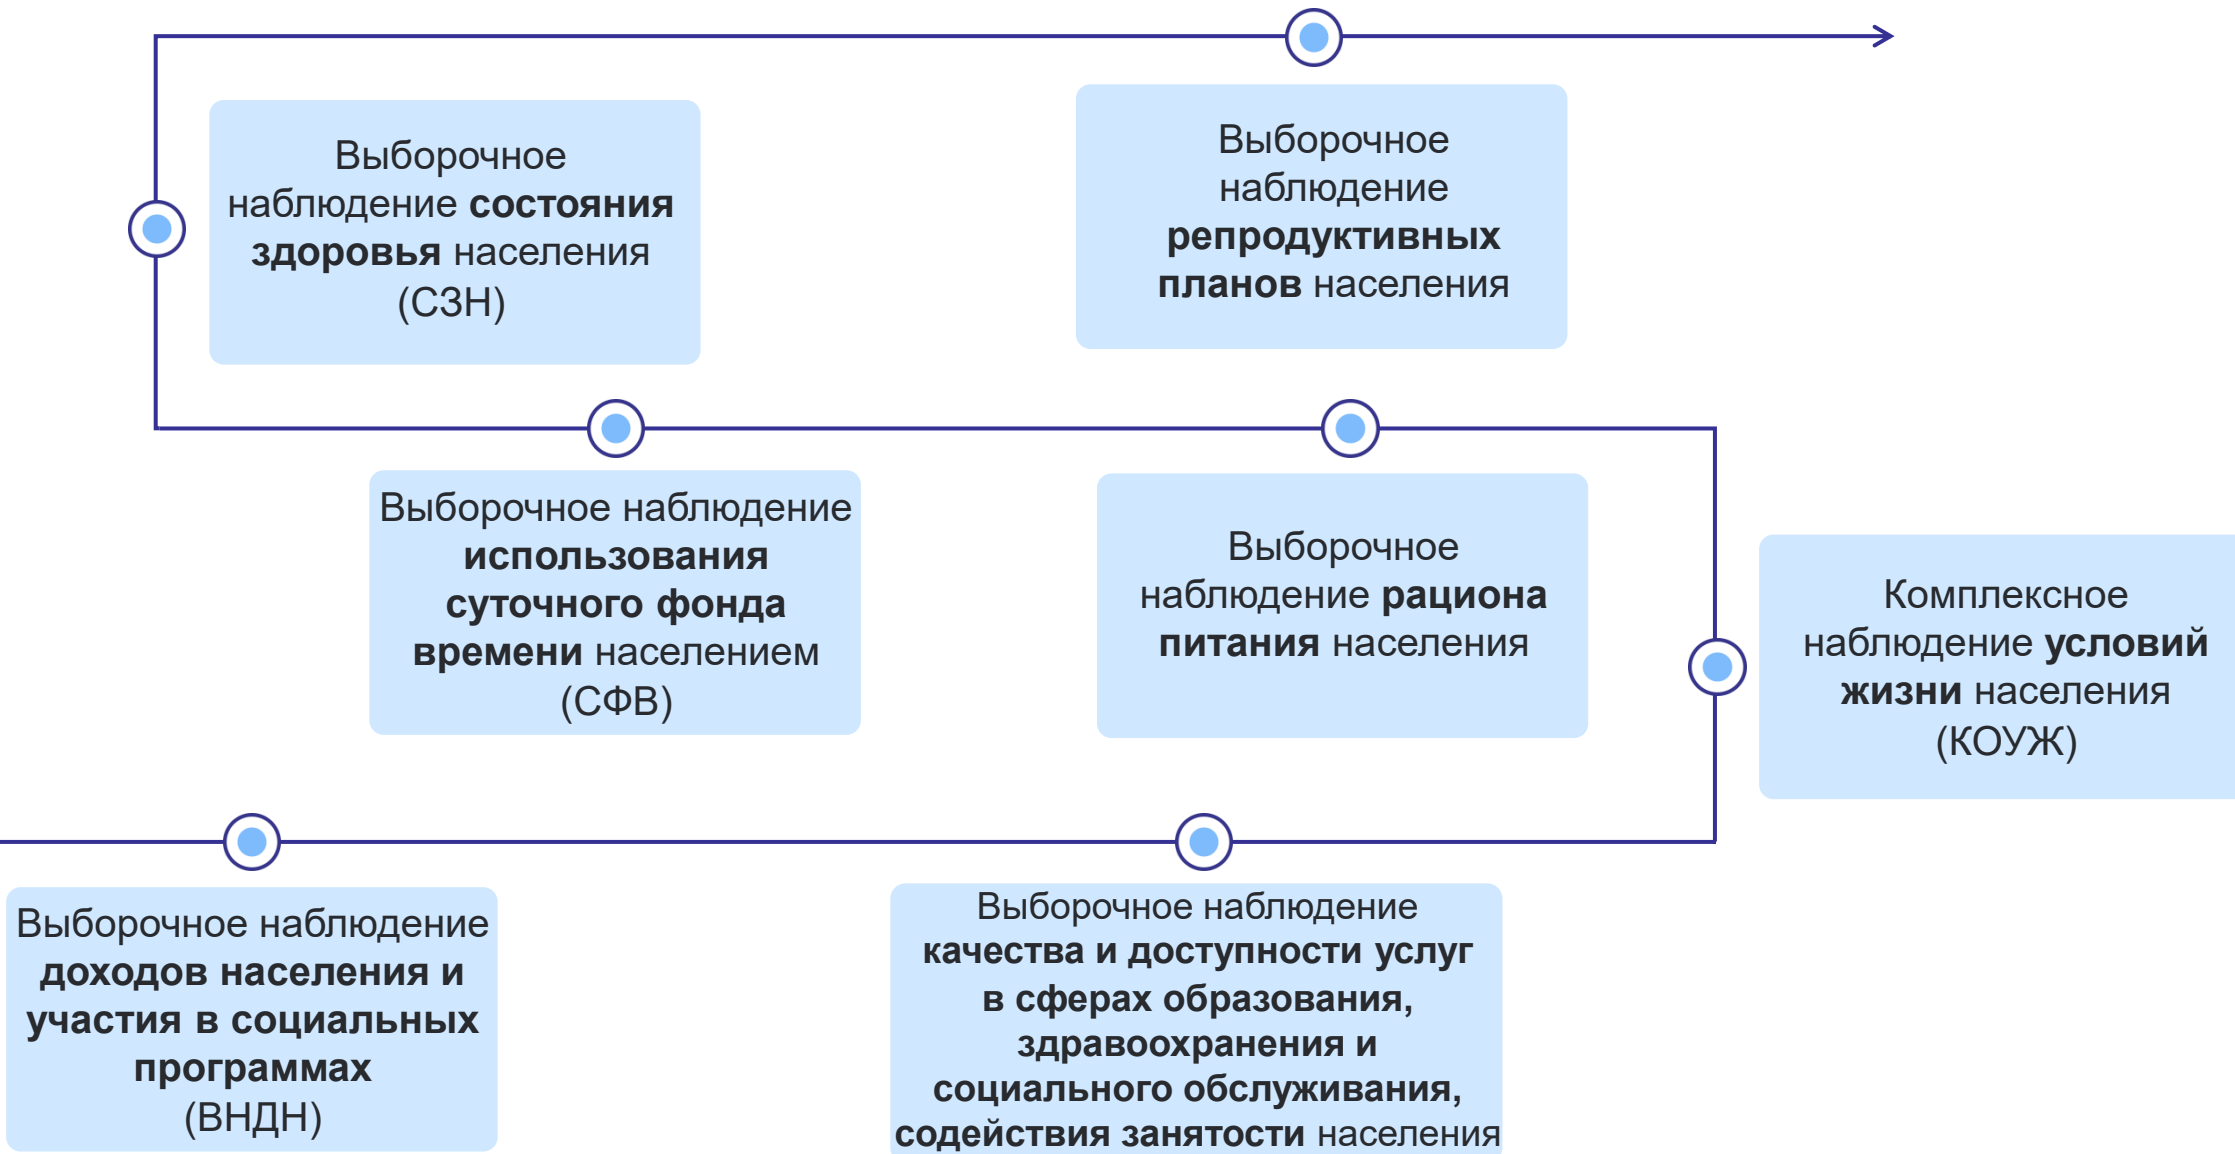 Выборочное
наблюдение состояния
здоровья населения
(СЗН)
Выборочное
наблюдение
репродуктивных
планов населения
Выборочное наблюдение
использования
суточного фонда
времени населением
(СФВ)
Выборочное
наблюдение рациона
питания населения
Комплексное
наблюдение условий
жизни населения
(КОУЖ)
Выборочное наблюдение
доходов населения и
участия в социальных
программах
(ВНДН)
Выборочное наблюдение
качества и доступности услуг
в сферах образования,
здравоохранения и
социального обслуживания,
содействия занятости населения